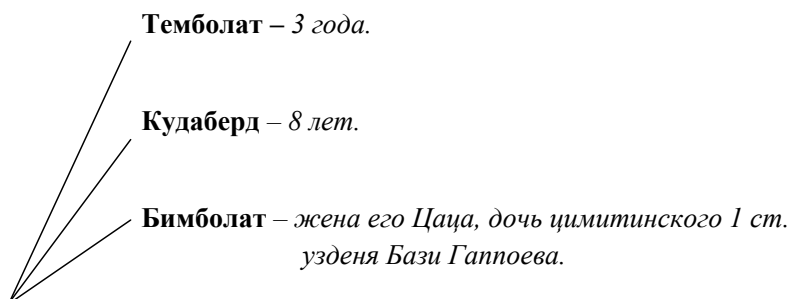 Темболат – 3 года.
Кудаберд – 8 лет.
Бимболат – жена его Цаца, дочь цимитинского 1 ст.
узденя Бази Гаппоева.